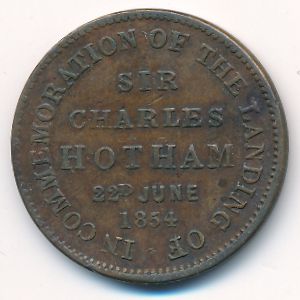 IN COMMEMORATION OF THE LANDING OF
SIR
CHARLES
HOTHAM
22D JUNE
1854